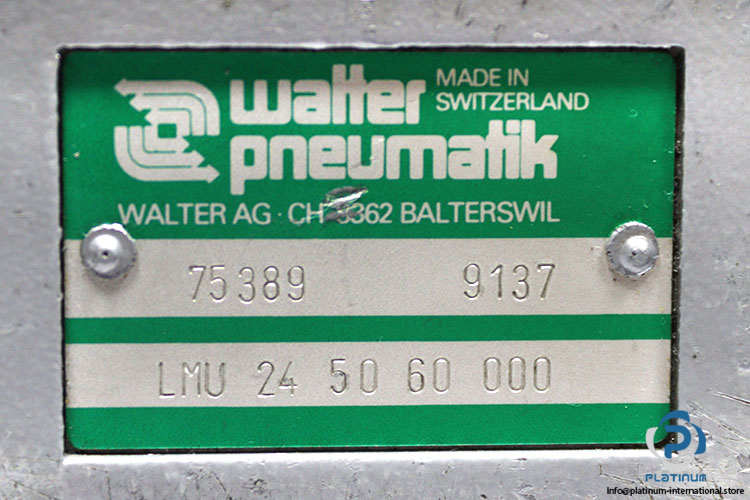 walter
MADE IN
SWITZERLAND
pneumatik
WALTER AG · CH-8362 BALTERSWIL
75389 9137
LMU 24 50 60 000
PLATINUM
Info@platinum-international.store